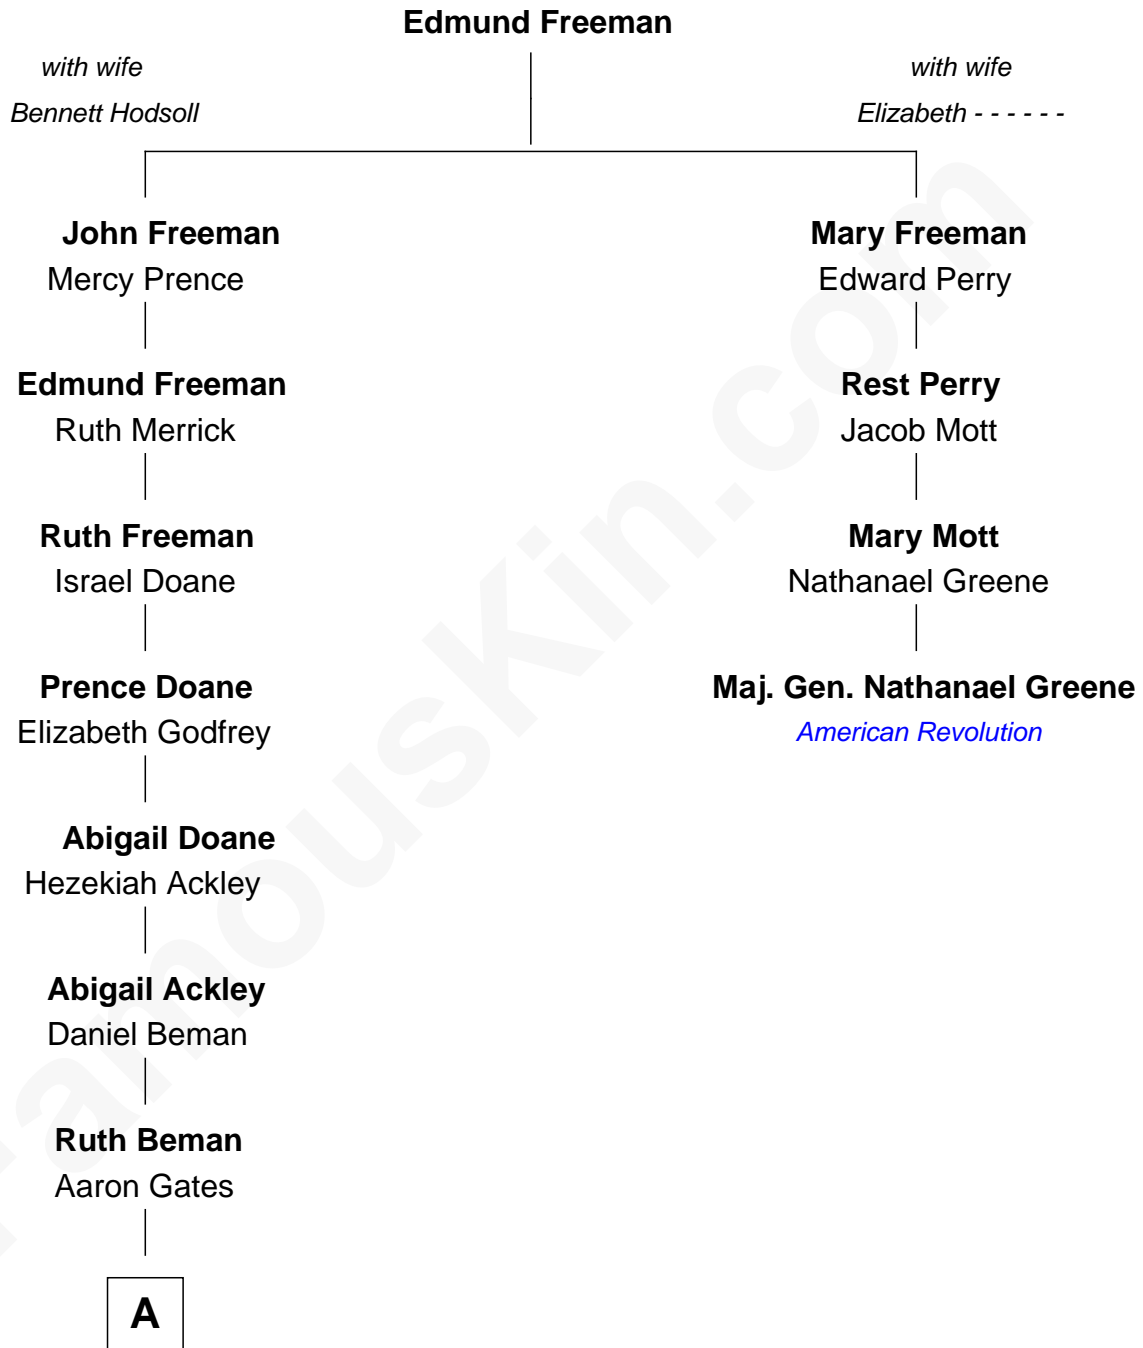 Edmund Freeman
with wife
Bennett Hodsoll
with wife
Elizabeth - - - - - -
John Freeman
Mercy Prence
Mary Freeman
Edward Perry
Edmund Freeman
Ruth Merrick
Rest Perry
Jacob Mott
Ruth Freeman
Israel Doane
Mary Mott
Nathanael Greene
Prence Doane
Elizabeth Godfrey
Maj. Gen. Nathanael Greene
American Revolution
Abigail Doane
Hezekiah Ackley
Abigail Ackley
Daniel Beman
Ruth Beman
Aaron Gates
A
FamousKin.com